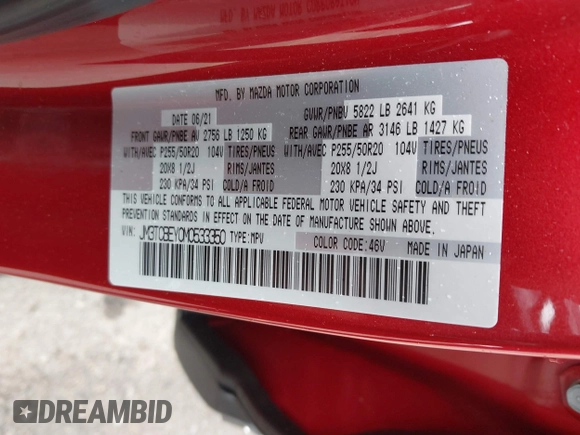 MFD. BY MAZDA MOTOR CORPORATION
DATE 06/21 GVWR/PNBV 5822 LB 2641 KG
FRONT GAWR/PNBE AV 2756 LB 1250 KG REAR GAWR/PNBE AR 3146 LB 1427 KG
WITH/AVEC P255/50R20 104V TIRES/PNEUS WITH/AVEC P255/50R20 104V TIRES/PNEUS
20X8 1/2J RIMS/JANTES 20X8 1/2J RIMS/JANTES
230 KPA/34 PSI COLD/A FROID 230 KPA/34 PSI COLD/A FROID
THIS VEHICLE CONFORMS TO ALL APPLICABLE FEDERAL MOTOR VEHICLE SAFETY AND THEFT
PREVENTION STANDARDS IN EFFECT ON THE DATE OF MANUFACTURE SHOWN ABOVE.
VIN: JM3TCBEY0M0533350 TYPE:MPV COLOR CODE:46V MADE IN JAPAN
DREAMBID